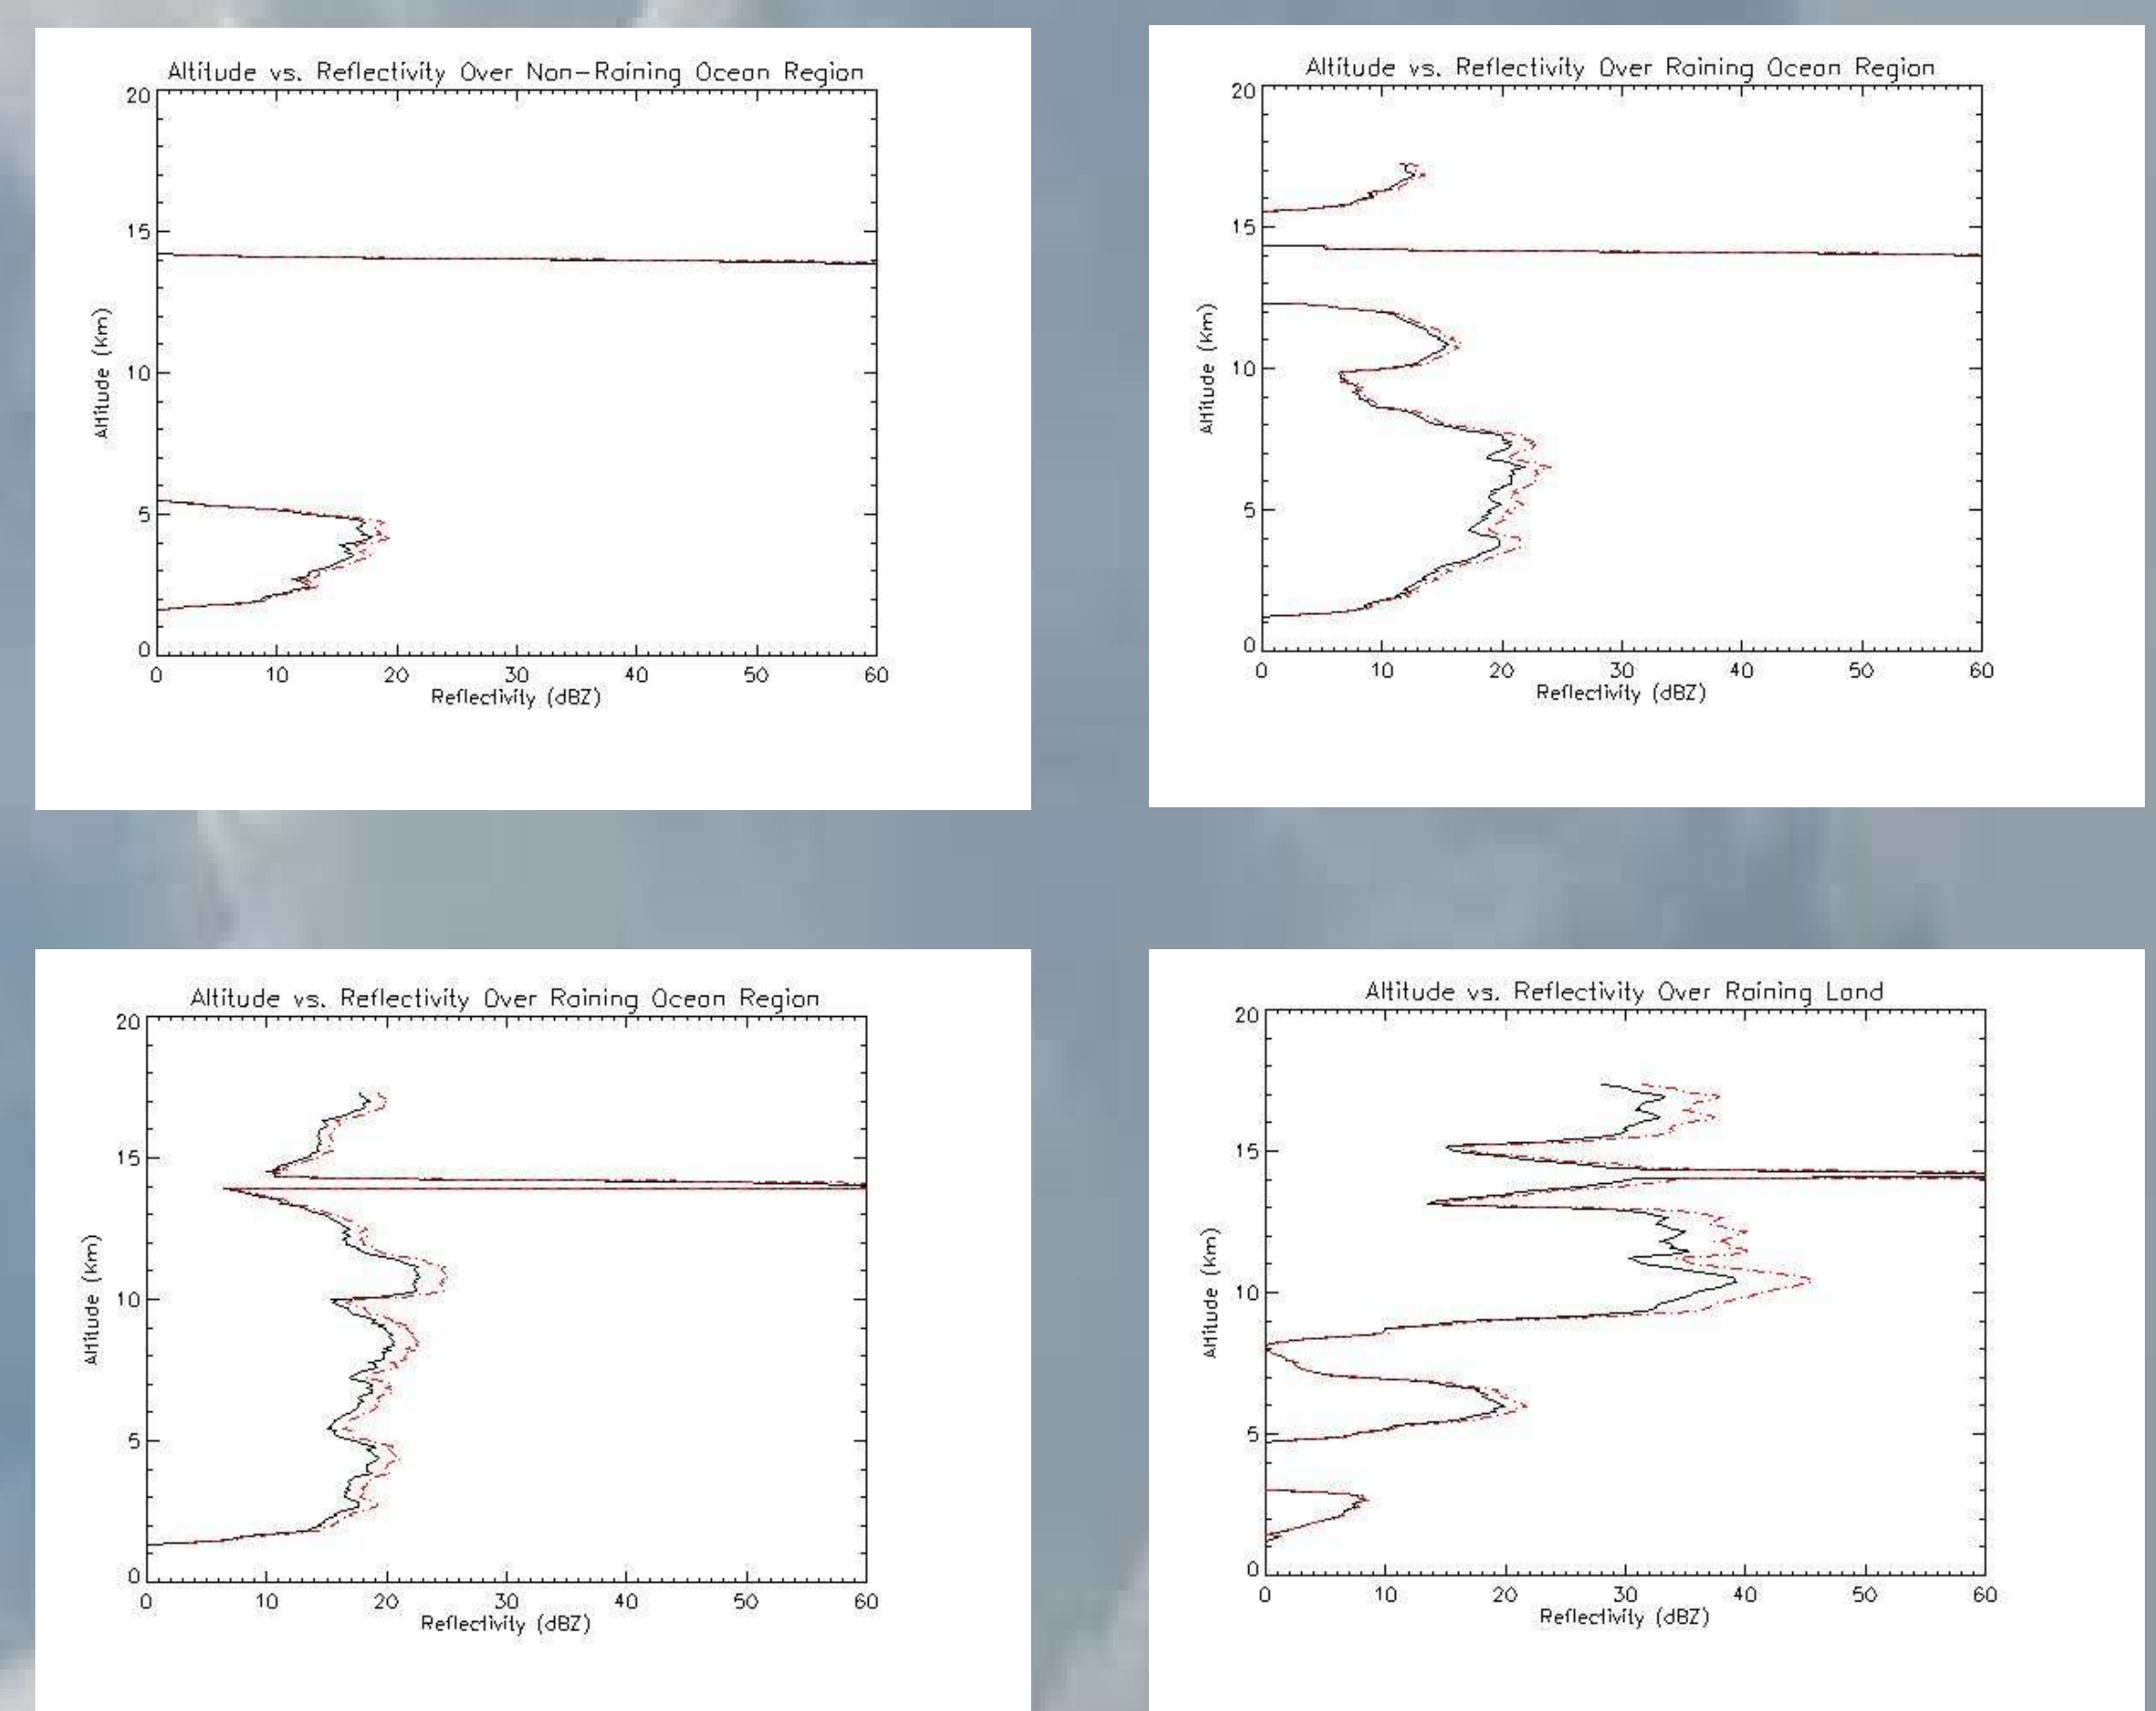 Altitude vs. Reflectivity Over Non-Raining Ocean Region
20
15
10
5
0
Altitude (Km)
0 10 20 30 40 50 60
Reflectivity (dBZ)
Altitude vs. Reflectivity Over Raining Ocean Region
20
15
10
5
0
Altitude (Km)
0 10 20 30 40 50 60
Reflectivity (dBZ)
Altitude vs. Reflectivity Over Raining Ocean Region
20
15
10
5
0
Altitude (Km)
0 10 20 30 40 50 60
Reflectivity (dBZ)
Altitude vs. Reflectivity Over Raining Land
20
15
10
5
0
Altitude (Km)
0 10 20 30 40 50 60
Reflectivity (dBZ)